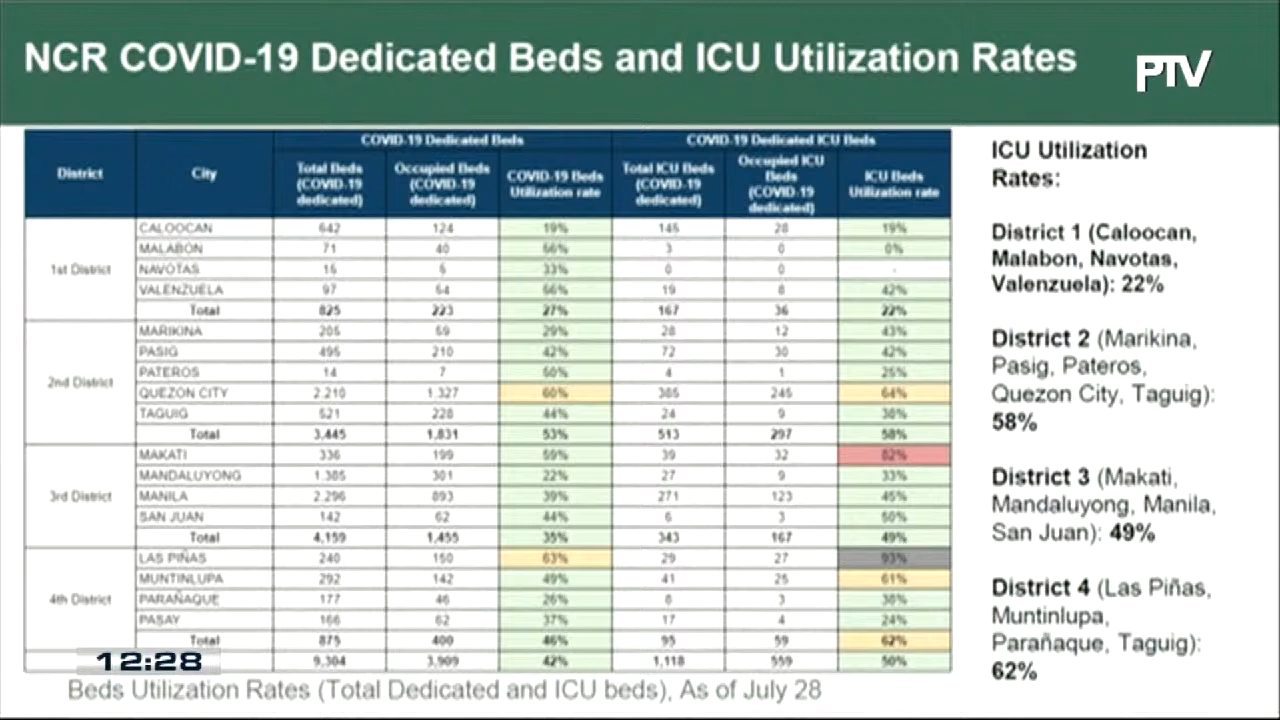 NCR COVID-19 Dedicated Beds and ICU Utilization Rates
PTV
COVID-19 Dedicated Beds COVID-19 Dedicated ICU Beds
District City Total Beds (COVID-19 dedicated) Occupied Beds (COVID-19 dedicated) COVID-19 Beds Utilization rate Total ICU Beds (COVID-19 dedicated) Occupied ICU Beds (COVID-19 dedicated) ICU Beds Utilization rate
1st District
CALOOCAN 642 124 19% 145 28 19%
MALABON 71 40 56% 3 0 0%
NAVOTAS 0 0 -
VALENZUELA 97 54 56% 19 8 42%
Total 825 223 27% 167 36 22%
2nd District
MARIKINA 205 59 29% 28 12 43%
PASIG 495 210 42% 72 30 42%
PATEROS 14 7 50% 4 1 25%
QUEZON CITY 2,210 1,327 60% 385 245 64%
TAGUIG 521 228 44% 24 9 38%
Total 3,445 1,831 53% 513 297 58%
3rd District
MAKATI 336 199 59% 39 32 82%
MANDALUYONG 1,385 301 22% 27 9 33%
MANILA 2,296 893 39% 271 123 45%
SAN JUAN 142 62 44% 6 3 50%
Total 4,159 1,455 35% 343 167 49%
4th District
LAS PIÑAS 240 150 63% 29 27 93%
MUNTINLUPA 292 142 49% 41 25 61%
PARAÑAQUE 177 46 26% 8 3 38%
PASAY 166 62 37% 17 4 24%
Total 875 400 46% 95 59 62%
9,304 3,909 42% 1,118 559 50%
12:28
Beds Utilization Rates (Total Dedicated and ICU beds), As of July 28
ICU Utilization
Rates:
District 1 (Caloocan,
Malabon, Navotas,
Valenzuela): 22%
District 2 (Marikina,
Pasig, Pateros,
Quezon City, Taguig):
58%
District 3 (Makati,
Mandaluyong, Manila,
San Juan): 49%
District 4 (Las Piñas,
Muntinlupa,
Parañaque, Taguig):
62%